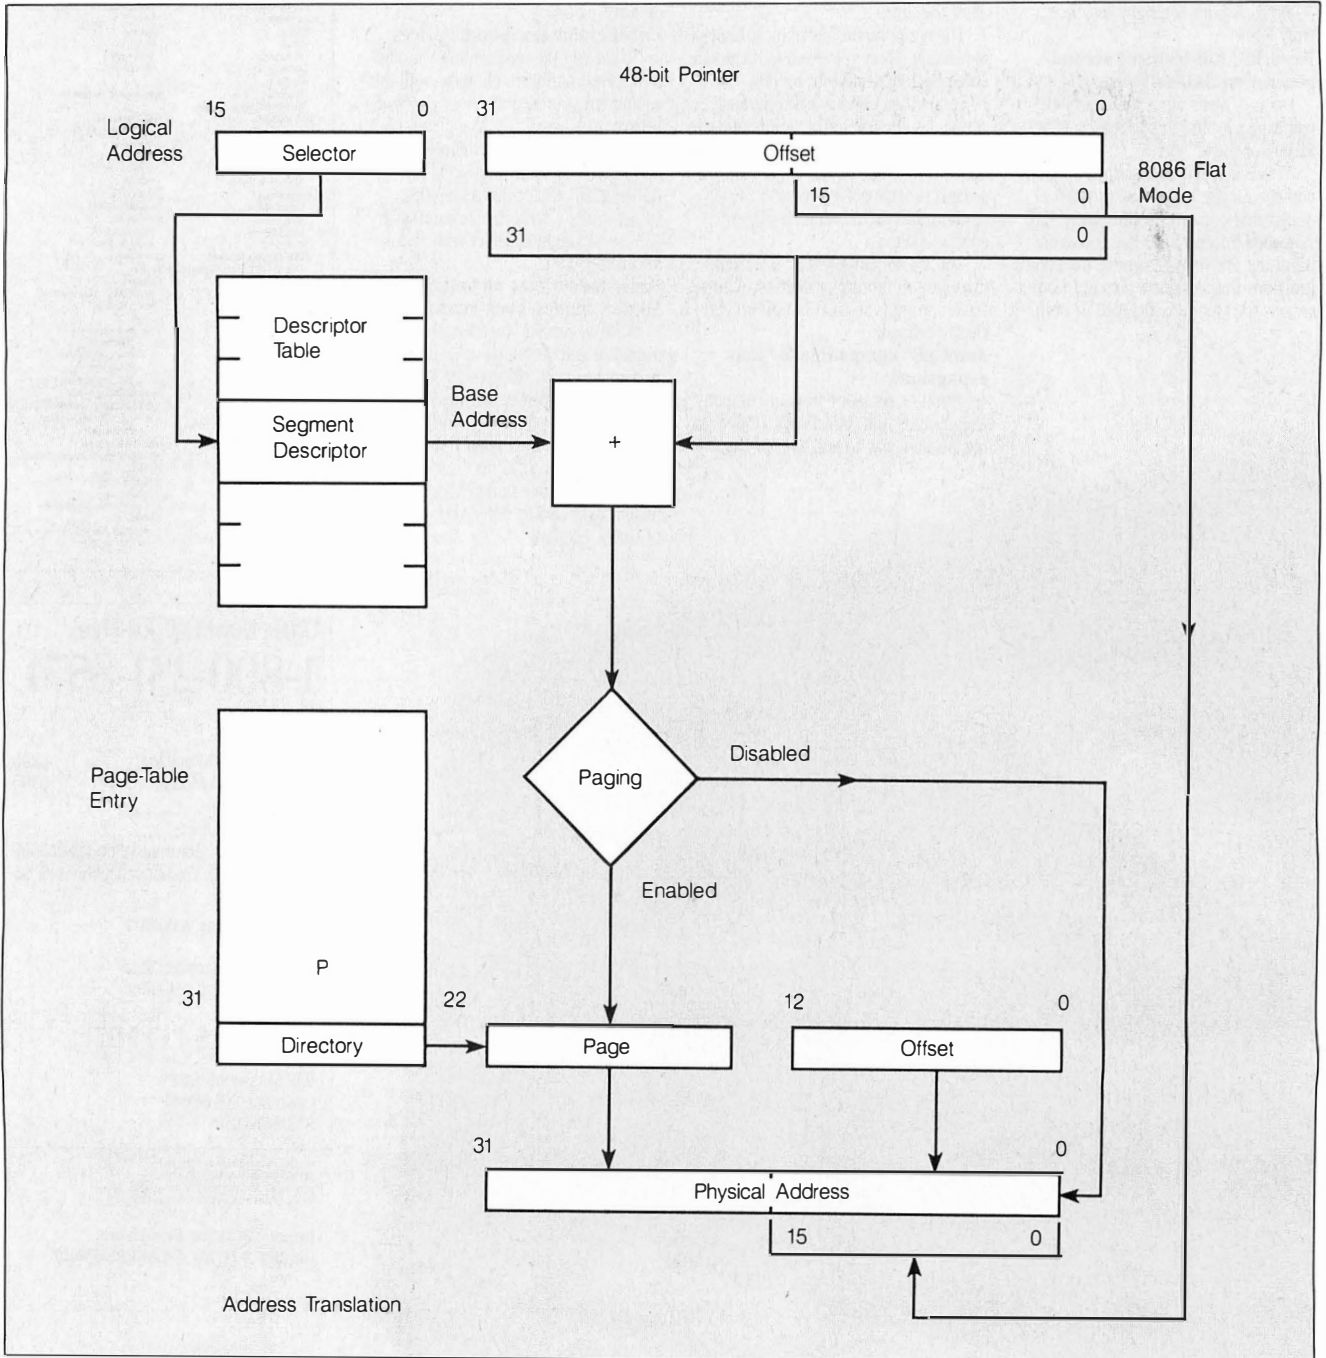 48-bit Pointer
15 0 31 0
Logical
Address
Selector
Offset
8086 Flat
Mode
15 0
31 0
Descriptor
Table
Base
Address
Segment
Descriptor
+
Paging
Disabled
Enabled
Page-Table
Entry
P
31 22 12 0
Directory
Page
Offset
31 0
Physical Address
15 0
Address Translation